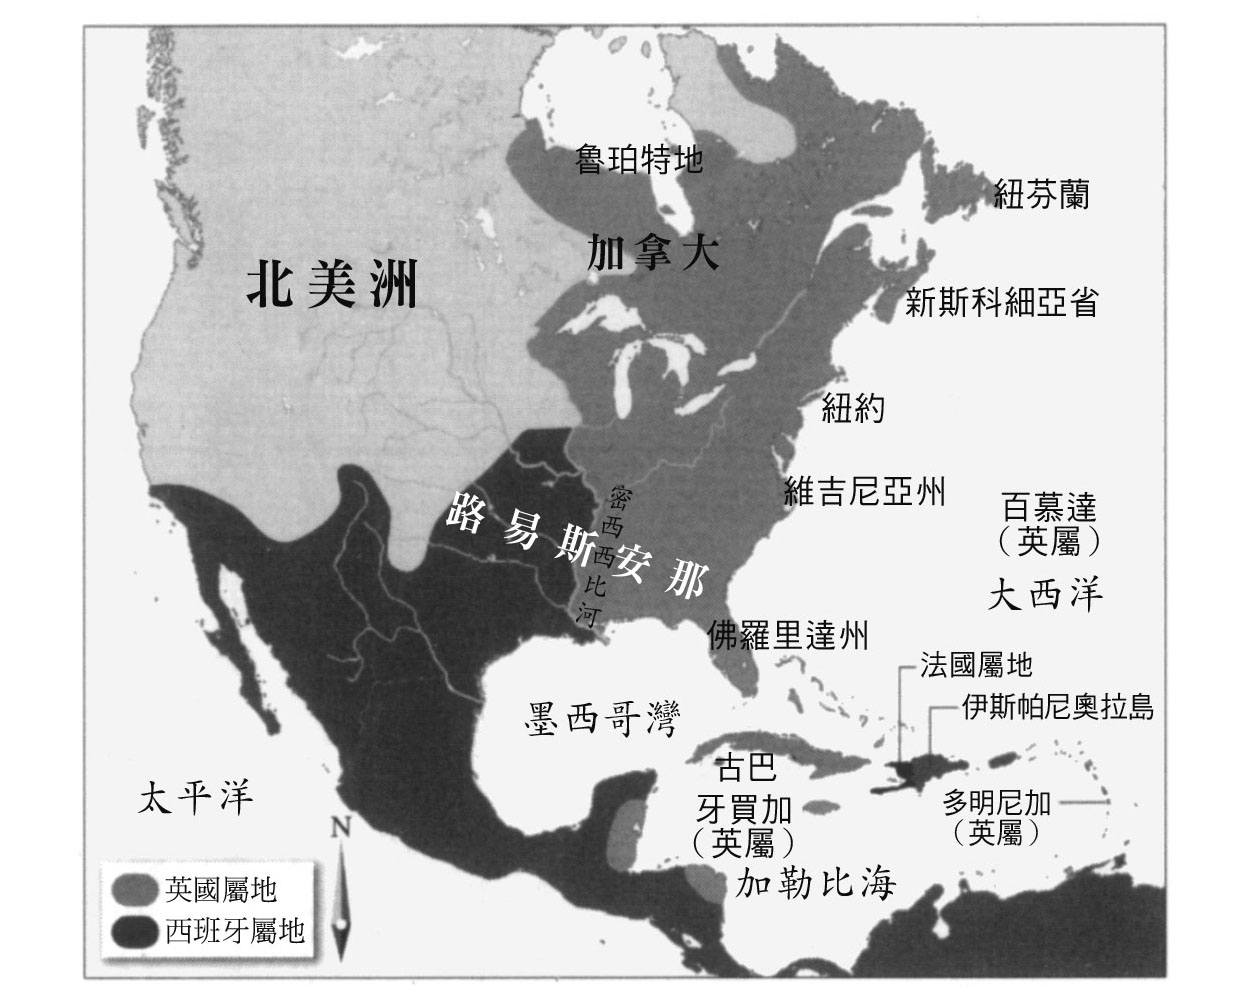 魯珀特地
紐芬蘭
加拿大
北美洲
新斯科細亞省
紐約
維吉尼亞州
百慕達
（英屬）
大西洋
路易斯安那
密西西比河
佛羅里達州
法國屬地
伊斯帕尼奧拉島
墨西哥灣
古巴
牙買加
（英屬）
多明尼加
（英屬）
太平洋
加勒比海
N
英國屬地
西班牙屬地